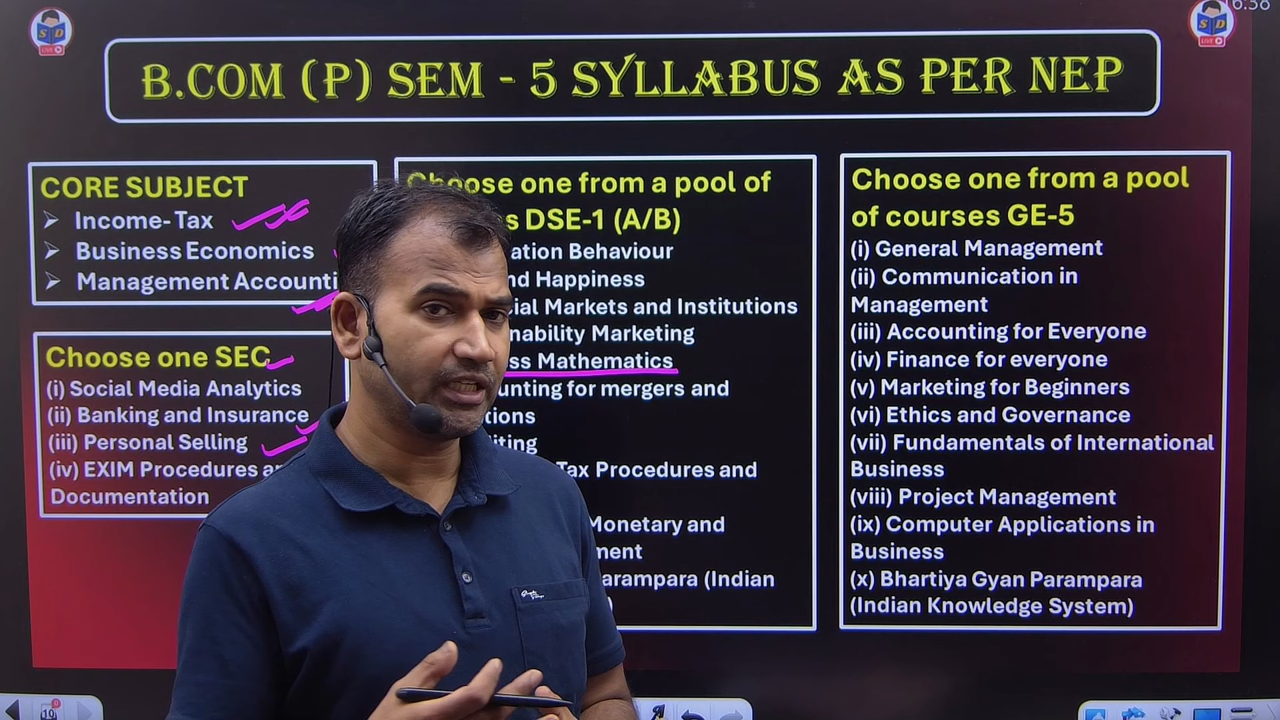 6:58
S D
LIVE
S D
LIVE
B.COM (P) SEM - 5 SYLLABUS AS PER NEP
CORE SUBJECT
➢ Income-Tax
➢ Business Economics
➢ Management Accounti
Choose one SEC
(i) Social Media Analytics
(ii) Banking and Insurance
(iii) Personal Selling
(iv) EXIM Procedures an
Documentation
Choose one from a pool of
s DSE-1 (A/B)
ation Behaviour
nd Happiness
ial Markets and Institutions
nability Marketing
ss Mathematics
unting for mergers and
tions
iting
Tax Procedures and
Monetary and
ment
arampara (Indian
)
Choose one from a pool
of courses GE-5
(i) General Management
(ii) Communication in
Management
(iii) Accounting for Everyone
(iv) Finance for everyone
(v) Marketing for Beginners
(vi) Ethics and Governance
(vii) Fundamentals of International
Business
(viii) Project Management
(ix) Computer Applications in
Business
(x) Bhartiya Gyan Parampara
(Indian Knowledge System)